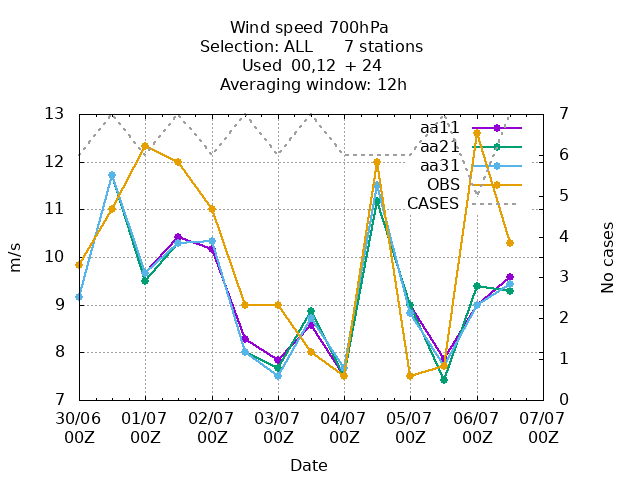 Wind speed 700hPa
Selection: ALL 7 stations
Used 00,12 + 24
Averaging window: 12h
13
12
11
10
9
8
7
m/s
7
6
5
4
3
2
1
0
No cases
aa11
aa21
aa31
OBS
CASES
30/06 01/07 02/07 03/07 04/07 05/07 06/07 07/07
00Z 00Z 00Z 00Z 00Z 00Z 00Z 00Z
Date